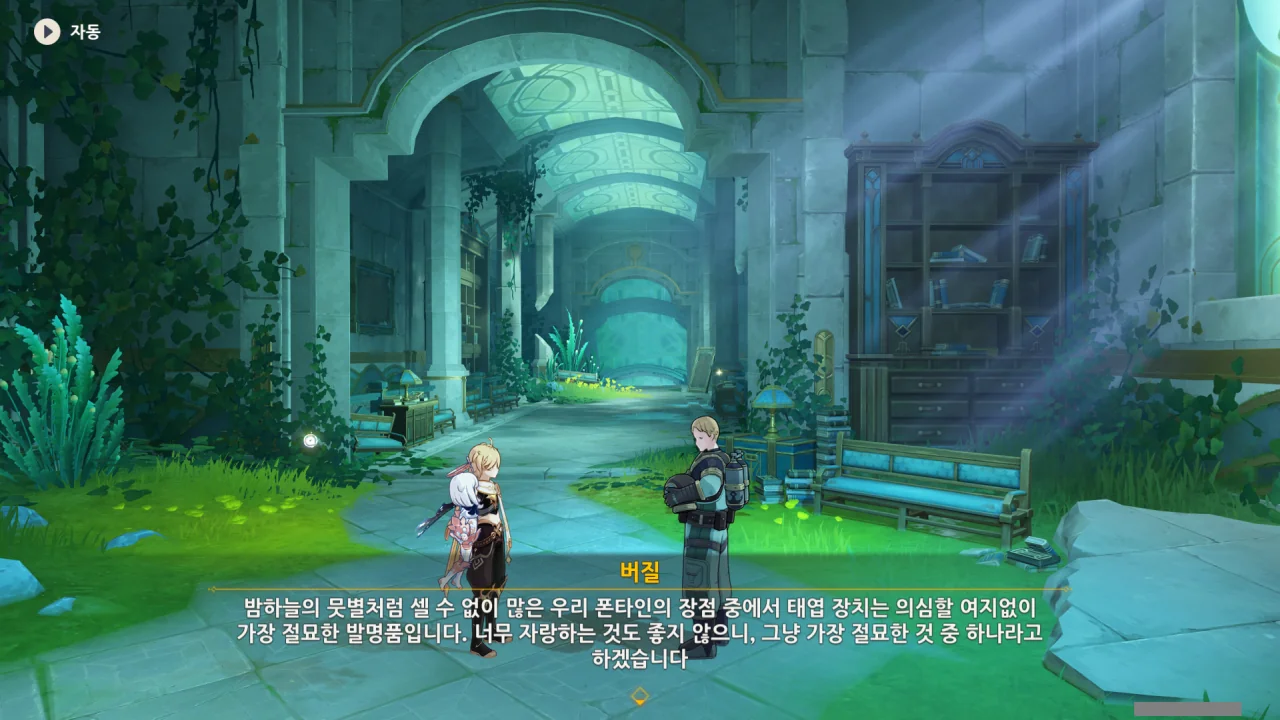 자동
버질
밤하늘의 뭇별처럼 셀 수 없이 많은 우리 폰타인의 장점 중에서 태엽 장치는 의심할 여지없이
가장 절묘한 발명품입니다. 너무 자랑하는 것도 좋지 않으니, 그냥 가장 절묘한 것 중 하나라고
하겠습니다